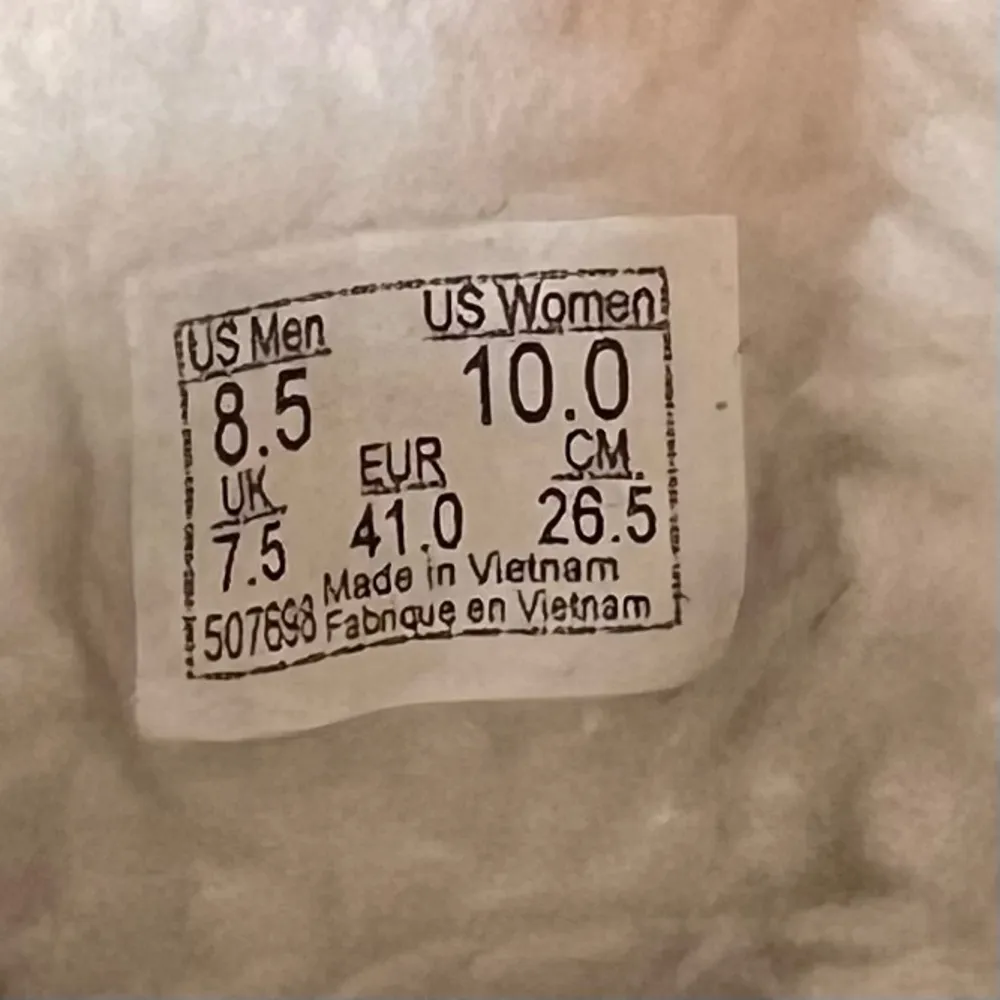 US Men US Women
8.5 10.0
UK EUR CM
7.5 41.0 26.5
Made in Vietnam
507698 Fabrique en Vietnam